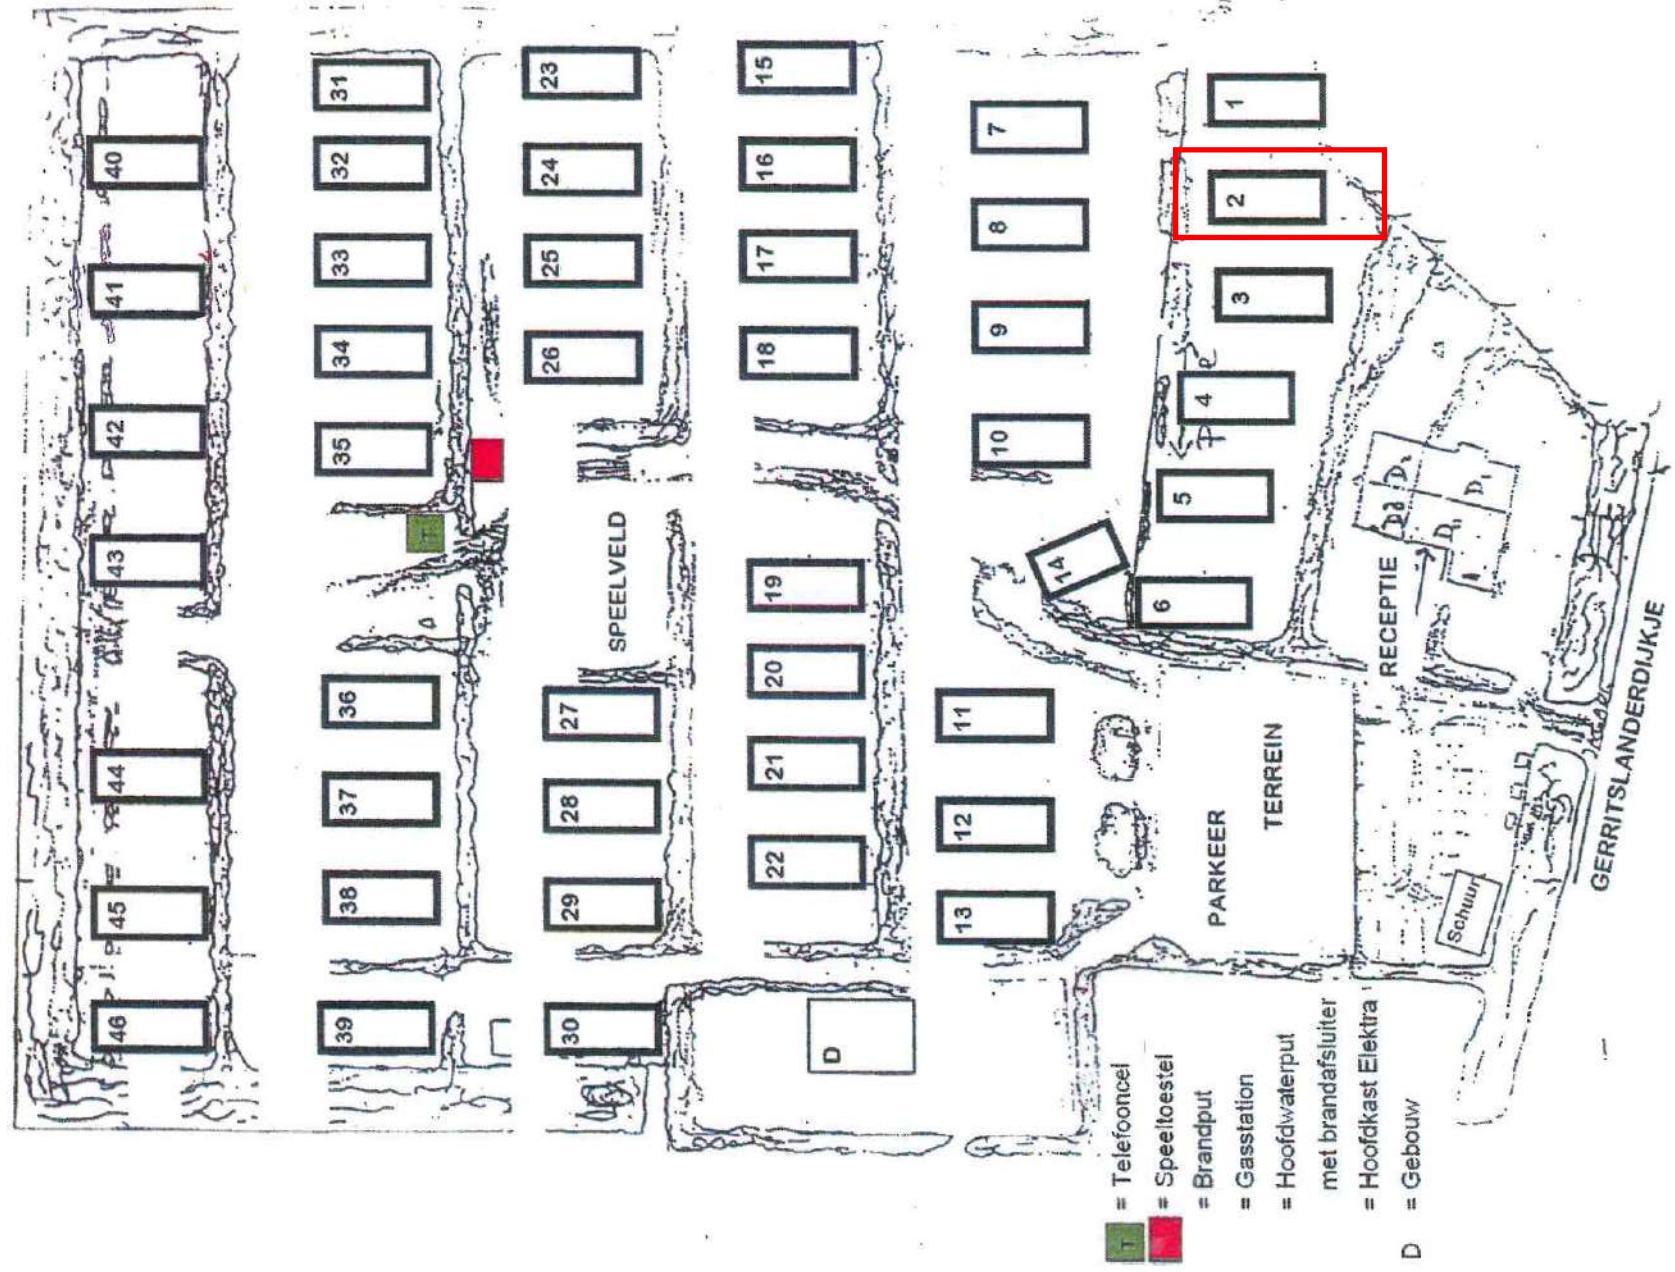 40
41
42
43
44
45
46
31
32
33
34
35
36
37
38
39
23
24
25
26
SPEELVELD
27
28
29
30
15
16
17
18
19
20
21
22
D
7
8
9
10
14
11
12
13
1
2
3
4
5
6
PARKEER
TERREIN
RECEPTIE
D2
D1
Schuur
GERRITSLANDERDIJKJE
T
T = Telefooncel
= Speeltoestel
= Brandput
= Gasstation
= Hoofdwaterput
met brandafsluiter
= Hoofdkast Elektra
D = Gebouw